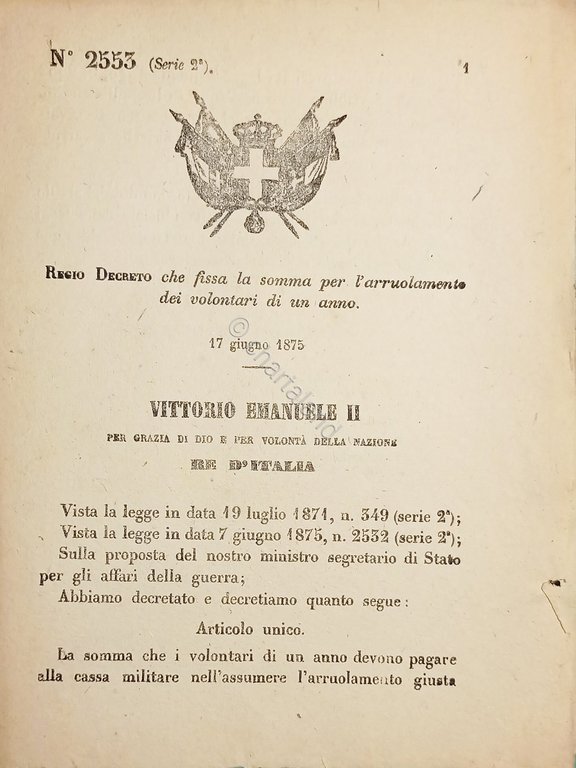 N° 2553 (Serie 2ª).
1
REGIO DECRETO che fissa la somma per l'arruolamento
dei volontari di un anno.
17 giugno 1875
VITTORIO EMANUELE II
PER GRAZIA DI DIO E PER VOLONTÀ DELLA NAZIONE
RE D'ITALIA
Vista la legge in data 19 luglio 1871, n. 349 (serie 2ª);
Vista la legge in data 7 giugno 1875, n. 2532 (serie 2ª);
Sulla proposta del nostro ministro segretario di Stato
per gli affari della guerra;
Abbiamo decretato e decretiamo quanto segue:
Articolo unico.
La somma che i volontari di un anno devono pagare
alla cassa militare nell'assumere l'arruolamento giusta